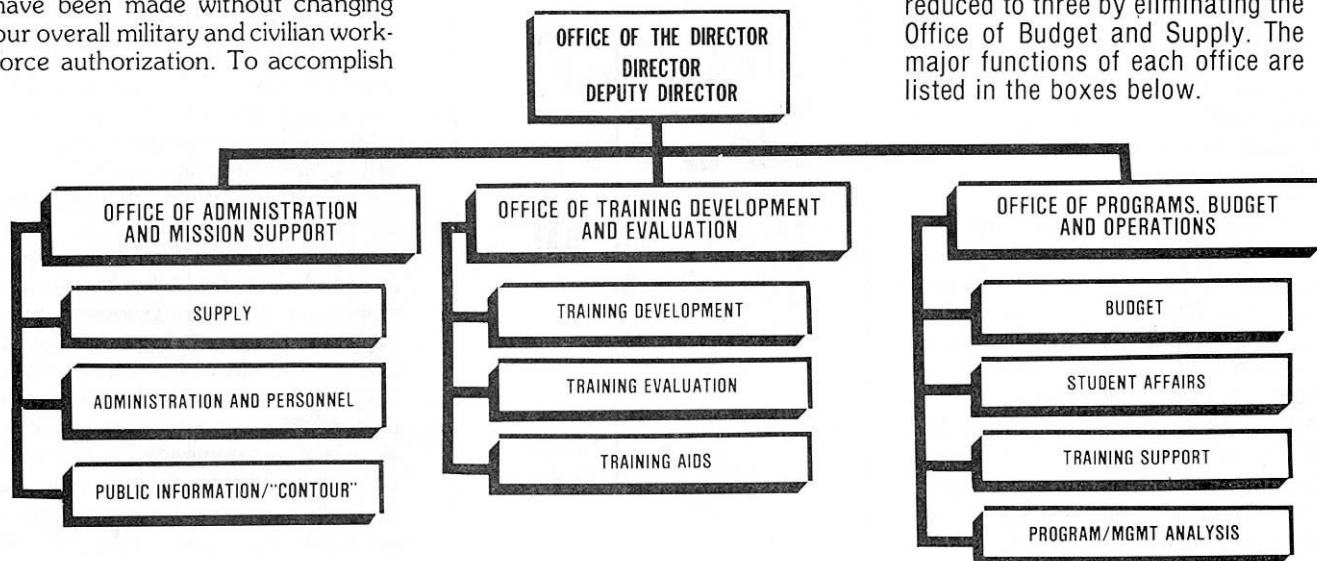 have been made without changing
our overall military and civilian work-
force authorization. To accomplish
reduced to three by eliminating the
Office of Budget and Supply. The
major functions of each office are
listed in the boxes below.
OFFICE OF THE DIRECTOR
DIRECTOR
DEPUTY DIRECTOR
OFFICE OF ADMINISTRATION
AND MISSION SUPPORT
SUPPLY
ADMINISTRATION AND PERSONNEL
PUBLIC INFORMATION/"CONTOUR"
OFFICE OF TRAINING DEVELOPMENT
AND EVALUATION
TRAINING DEVELOPMENT
TRAINING EVALUATION
TRAINING AIDS
OFFICE OF PROGRAMS, BUDGET
AND OPERATIONS
BUDGET
STUDENT AFFAIRS
TRAINING SUPPORT
PROGRAM/MGMT ANALYSIS